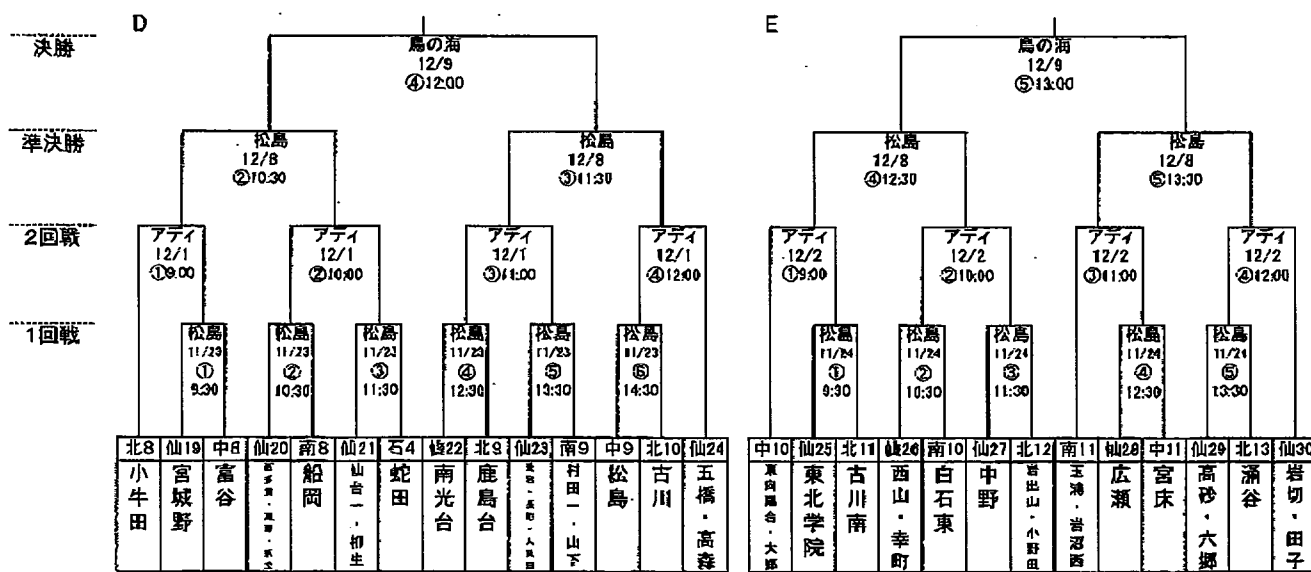 D
E
決勝
鳥の海
12/9
④12:00
鳥の海
12/9
⑤13:00
準決勝
松島
12/8
②10:30
松島
12/8
③11:30
松島
12/8
④12:30
松島
12/8
⑤13:30
2回戦
アディ
12/1
①9:00
アディ
12/1
②10:00
アディ
12/1
③11:00
アディ
12/1
④12:00
アディ
12/2
①9:00
アディ
12/2
②10:00
アディ
12/2
③11:00
アディ
12/2
④12:00
1回戦
松島
11/23
①
9:30
松島
11/23
②
10:30
松島
11/23
③
11:30
松島
11/23
④
12:30
松島
11/23
⑤
13:30
松島
11/23
⑥
14:30
松島
11/24
①
9:30
松島
11/24
②
10:30
松島
11/24
③
11:30
松島
11/24
④
12:30
松島
11/24
⑤
13:30
北8
小牛田
仙19
宮城野
中8
富谷
仙20
南8
船岡
仙21
山台一・柳生
石4
蛇田
仙22
南光台
北9
鹿島台
仙23
南9
村田一・山下
中9
松島
北10
古川
仙24
五橋・高森
中10
東向陽台・大郷
仙25
東北学院
北11
古川南
仙26
西山・幸町
南10
白石東
仙27
中野
北12
岩出山・小野田
南11
玉浦・岩沼西
仙28
広瀬
中11
宮床
仙29
高砂・六郷
北13
涌谷
仙30
岩切・田子